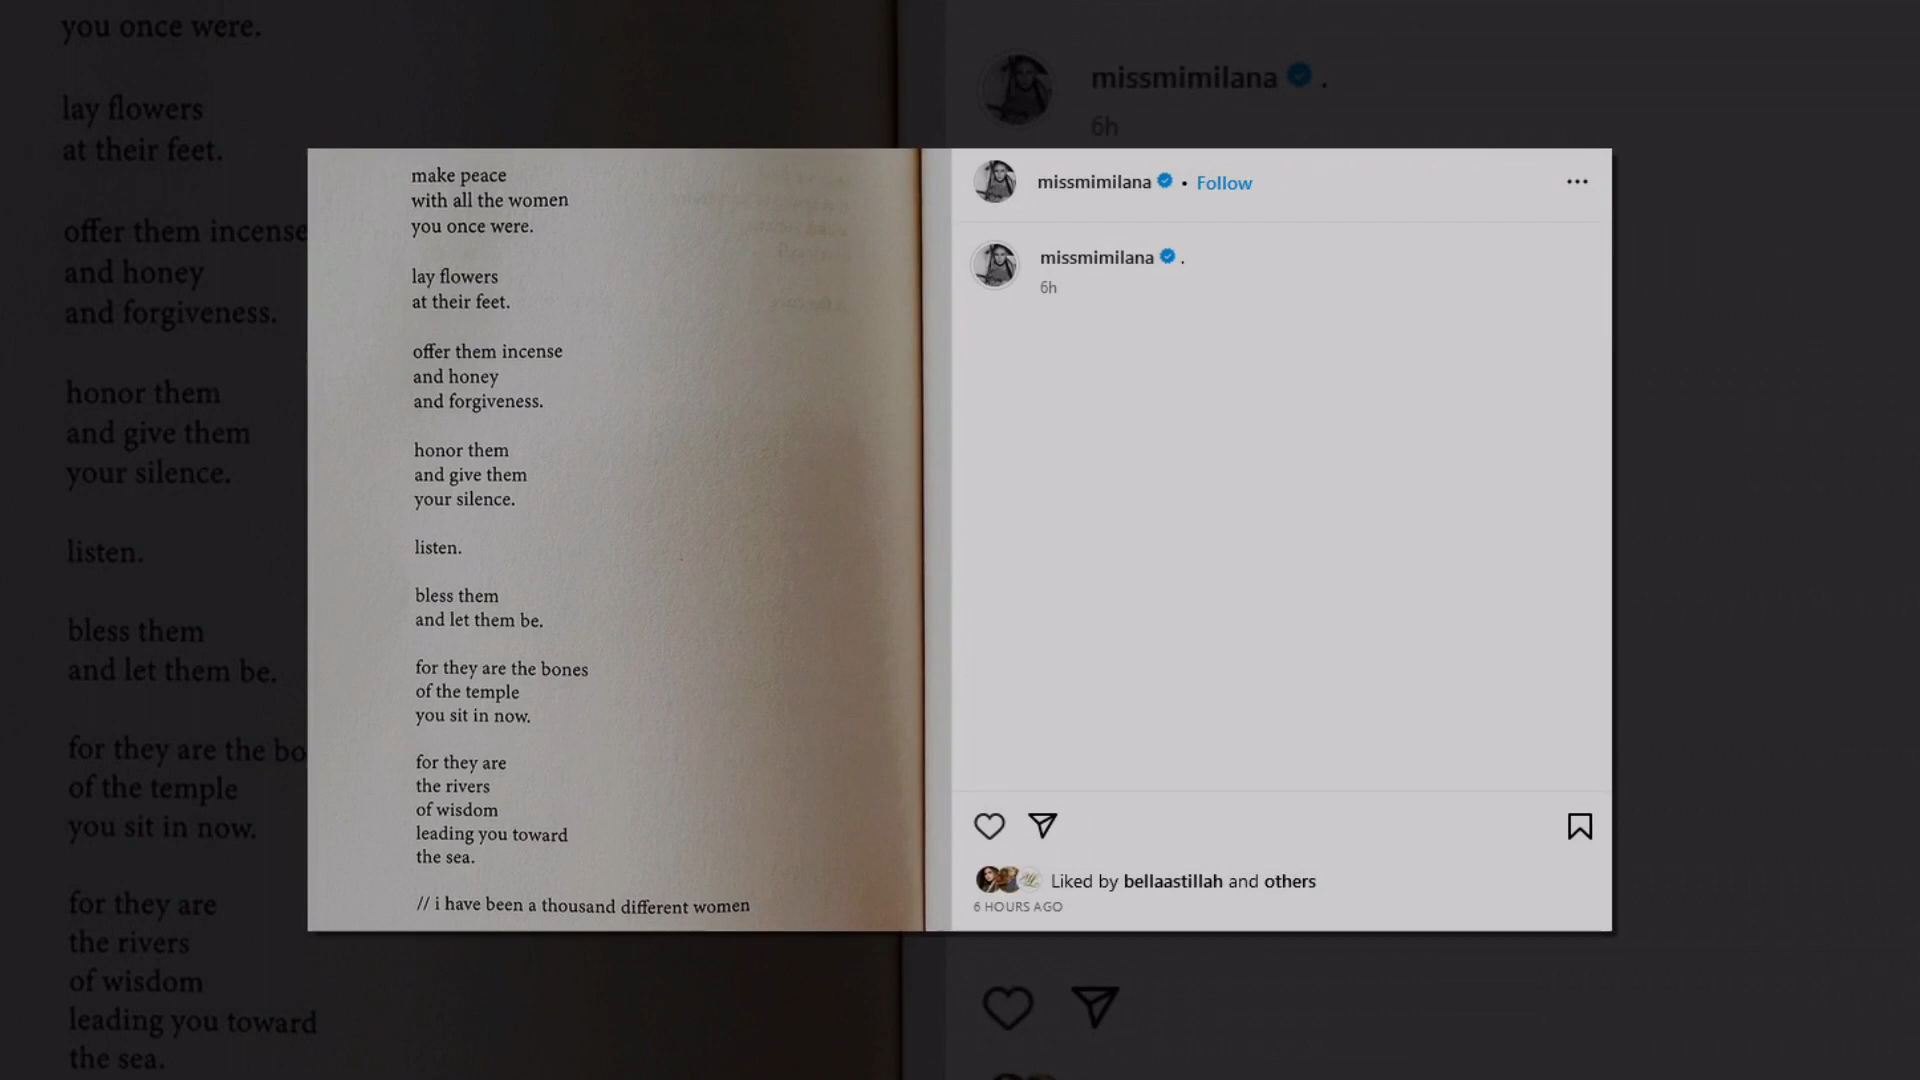 you once were.
lay flowers
at their feet.
offer them incense
and honey
and forgiveness.
honor them
and give them
your silence.
listen.
bless them
and let them be.
for they are the bo
of the temple
you sit in now.
for they are
the rivers
of wisdom
leading you toward
the sea.
missmimilana .
6h
make peace
with all the women
you once were.
lay flowers
at their feet.
offer them incense
and honey
and forgiveness.
honor them
and give them
your silence.
listen.
bless them
and let them be.
for they are the bones
of the temple
you sit in now.
for they are
the rivers
of wisdom
leading you toward
the sea.
// i have been a thousand different women
missmimilana • Follow
missmimilana .
6h
Liked by bellaastillah and others
6 HOURS AGO